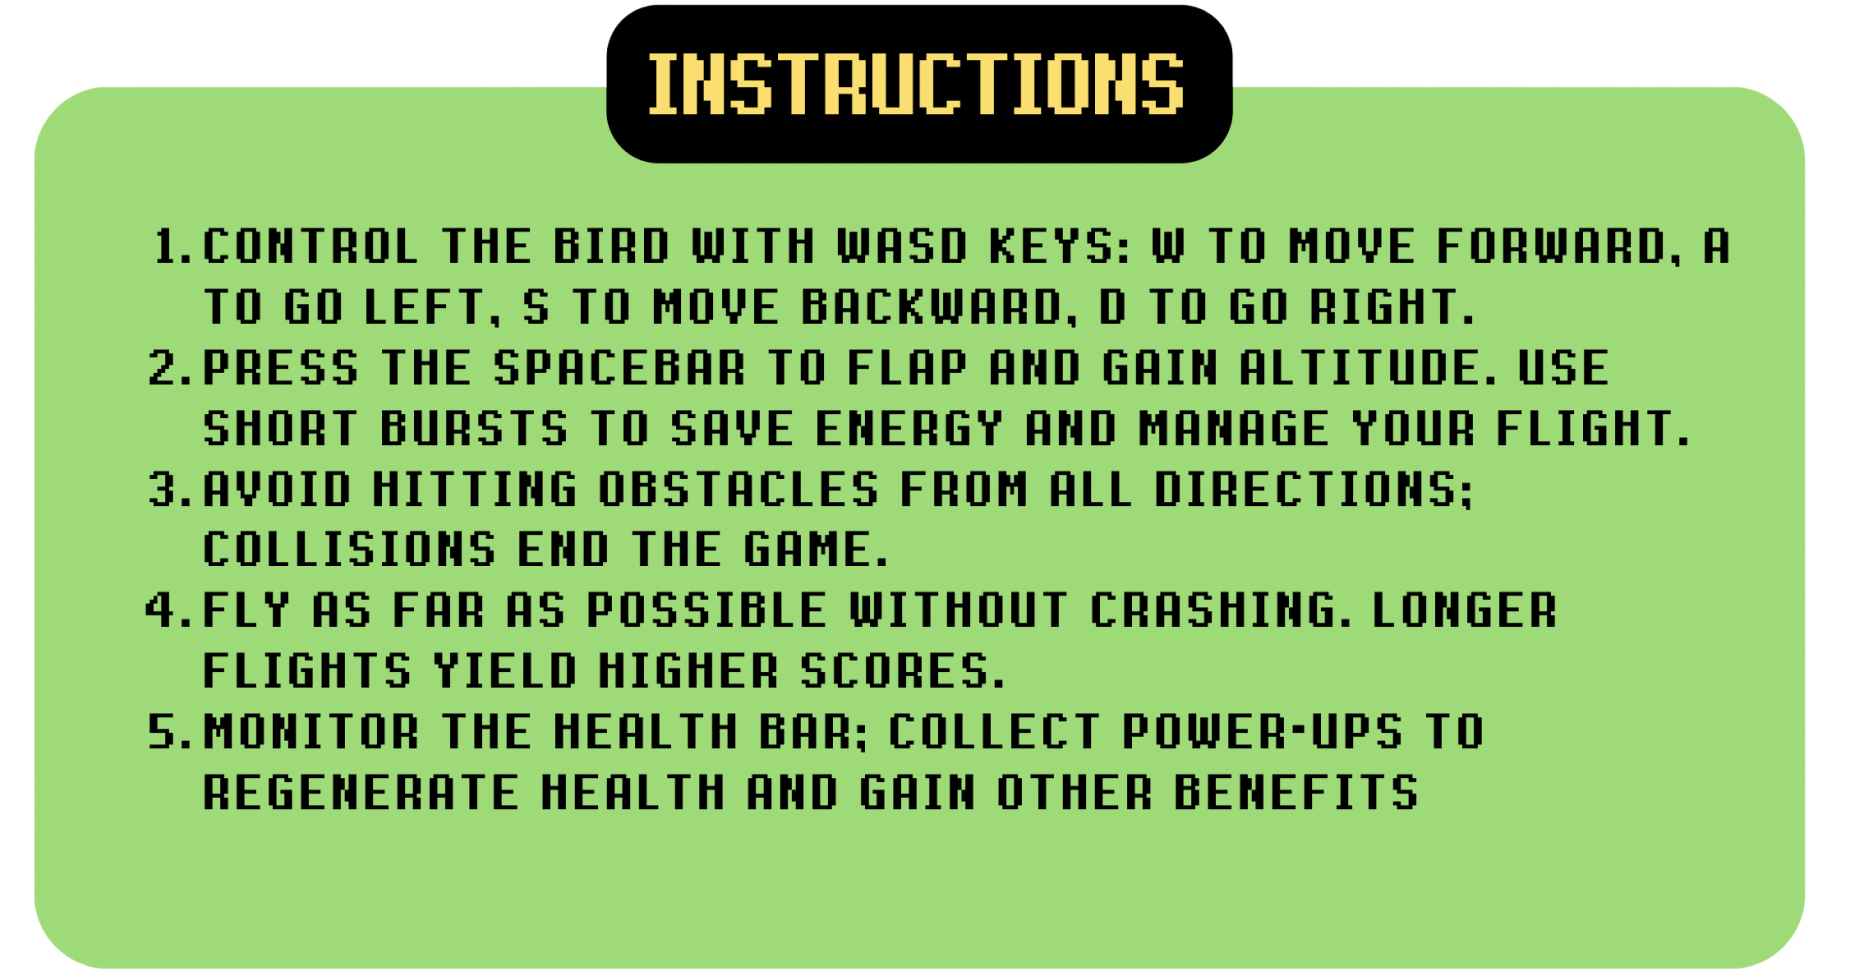 INSTRUCTIONS
1. CONTROL THE BIRD WITH WASD KEYS: W TO MOVE FORWARD, A
TO GO LEFT, S TO MOVE BACKWARD, D TO GO RIGHT.
2. PRESS THE SPACEBAR TO FLAP AND GAIN ALTITUDE. USE
SHORT BURSTS TO SAVE ENERGY AND MANAGE YOUR FLIGHT.
3. AVOID HITTING OBSTACLES FROM ALL DIRECTIONS;
COLLISIONS END THE GAME.
4. FLY AS FAR AS POSSIBLE WITHOUT CRASHING. LONGER
FLIGHTS YIELD HIGHER SCORES.
5. MONITOR THE HEALTH BAR; COLLECT POWER-UPS TO
REGENERATE HEALTH AND GAIN OTHER BENEFITS